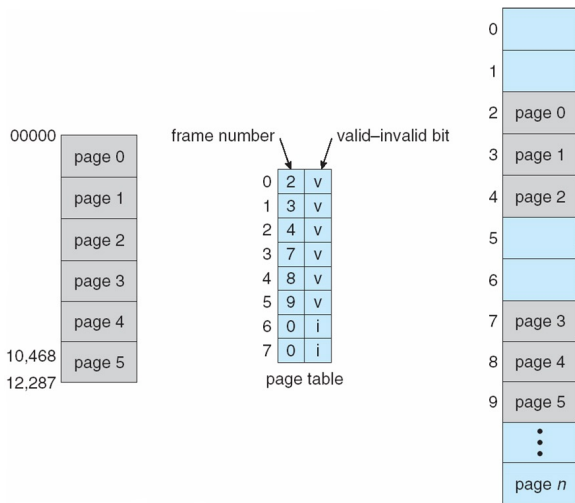 00000
page 0
page 1
page 2
page 3
page 4
10,468
page 5
12,287
frame number
valid–invalid bit
0 2 v
1 3 v
2 4 v
3 7 v
4 8 v
5 9 v
6 0 i
7 0 i
page table
0
1
2 page 0
3 page 1
4 page 2
5
6
7 page 3
8 page 4
9 page 5
page n